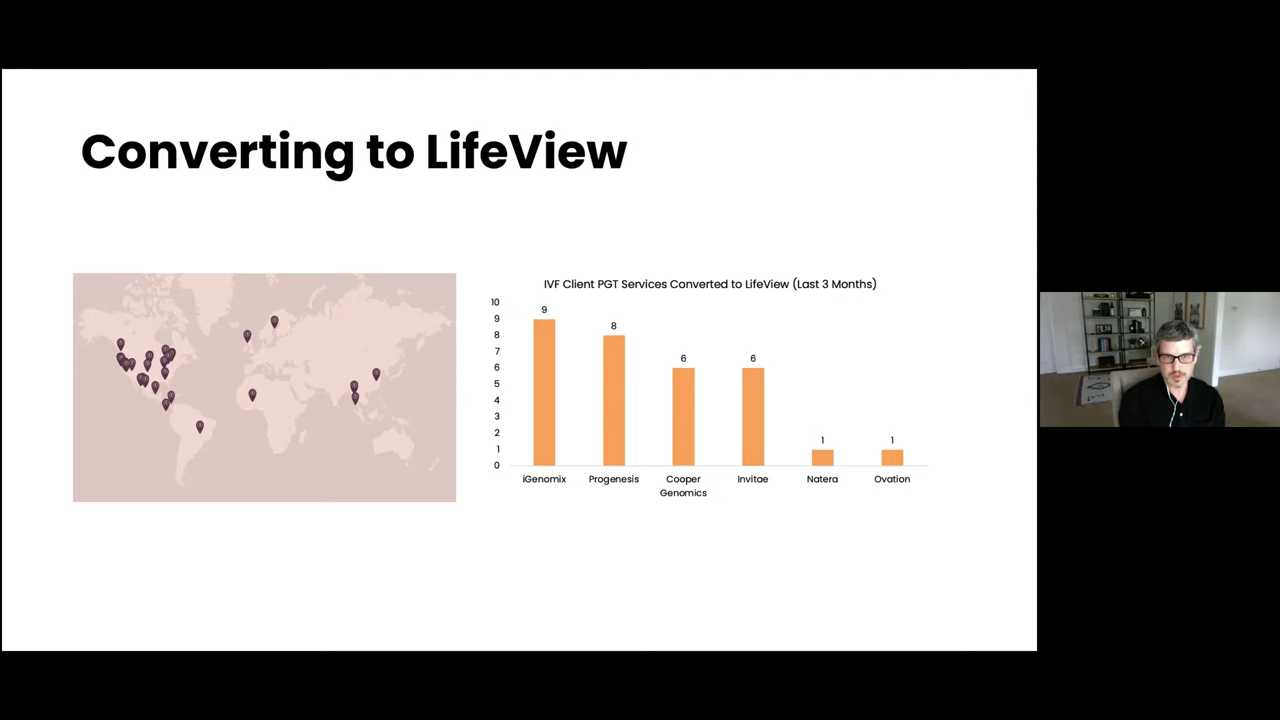 Converting to LifeView
IVF Client PGT Services Converted to LifeView (Last 3 Months)
10
9
8
7
6
5
4
3
2
1
0
9
8
6
6
1
1
iGenomix
Progenesis
Cooper
Genomics
Invitae
Natera
Ovation